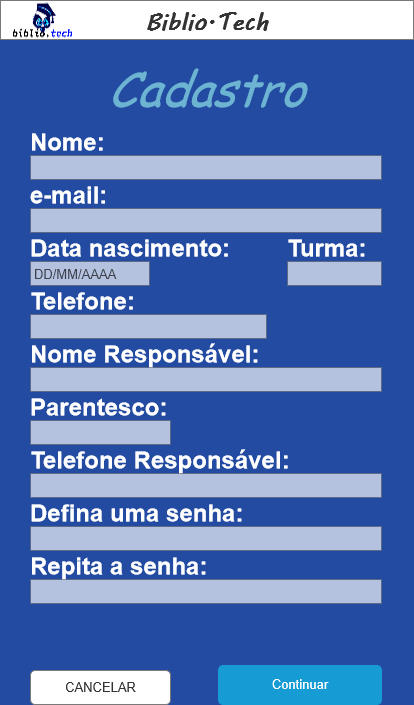 biblio.tech
Biblio·Tech
Cadastro
Nome:
e-mail:
Data nascimento: Turma:
DD/MM/AAAA
Telefone:
Nome Responsável:
Parentesco:
Telefone Responsável:
Defina uma senha:
Repita a senha:
CANCELAR Continuar